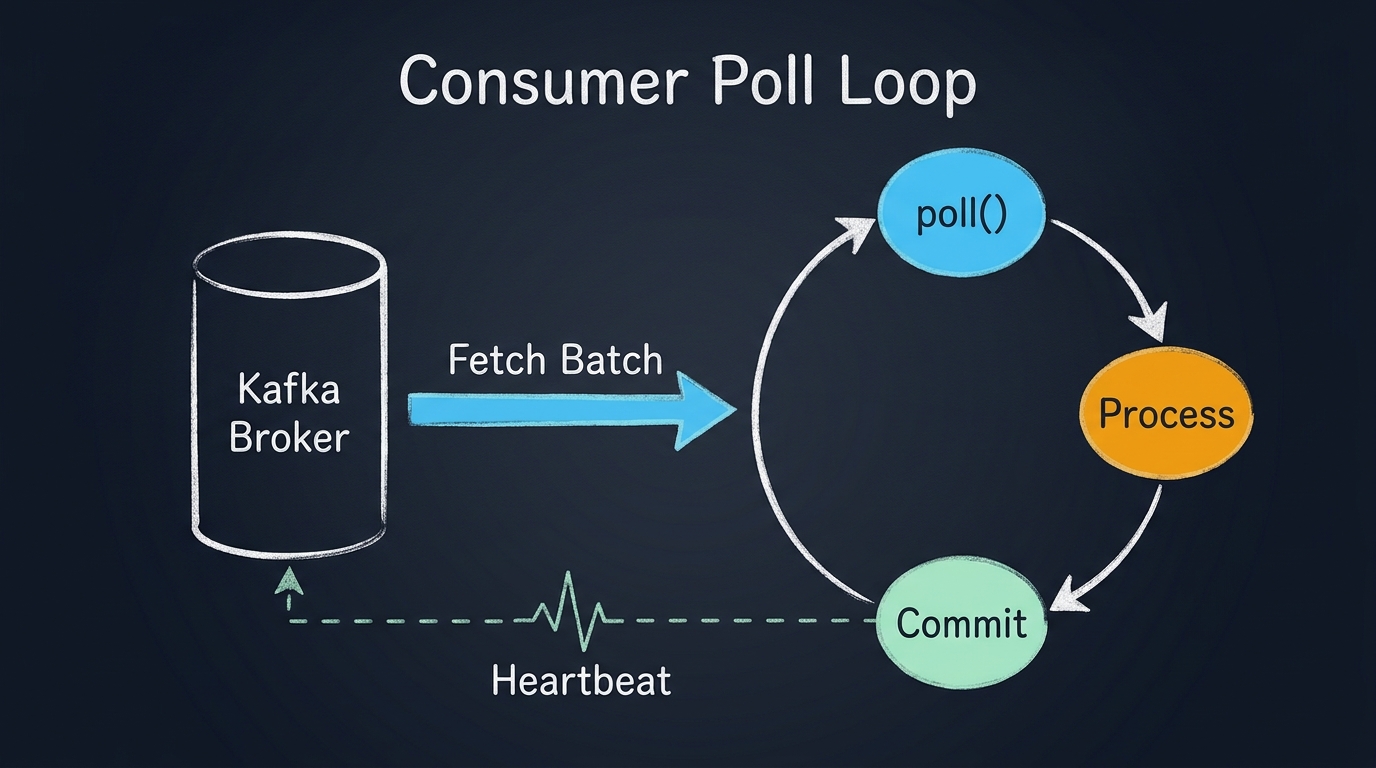 Consumer Poll Loop
poll()
Kafka
Broker
Fetch Batch
Process
Commit
Heartbeat